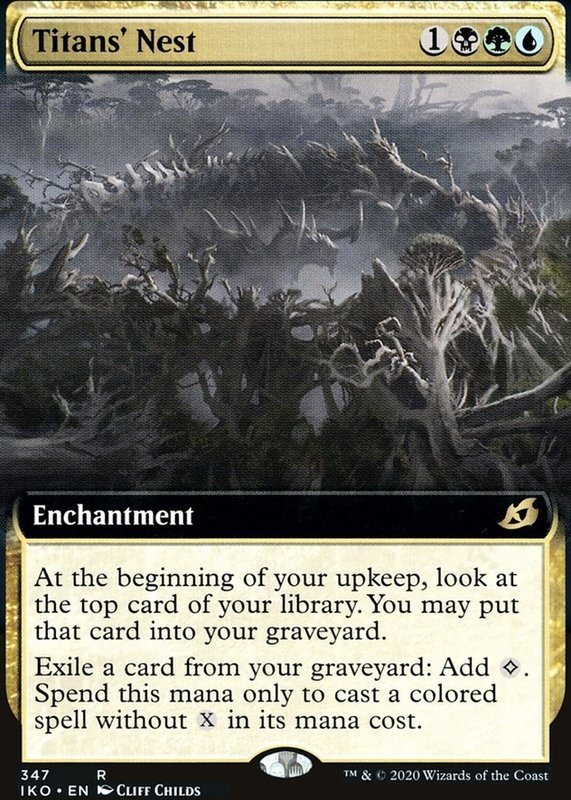 Titans' Nest 1
Enchantment
At the beginning of your upkeep, look at
the top card of your library. You may put
that card into your graveyard.
Exile a card from your graveyard: Add .
Spend this mana only to cast a colored
spell without X in its mana cost.
347 R
IKO • EN CLIFF CHILDS
™ & © 2020 Wizards of the Coast